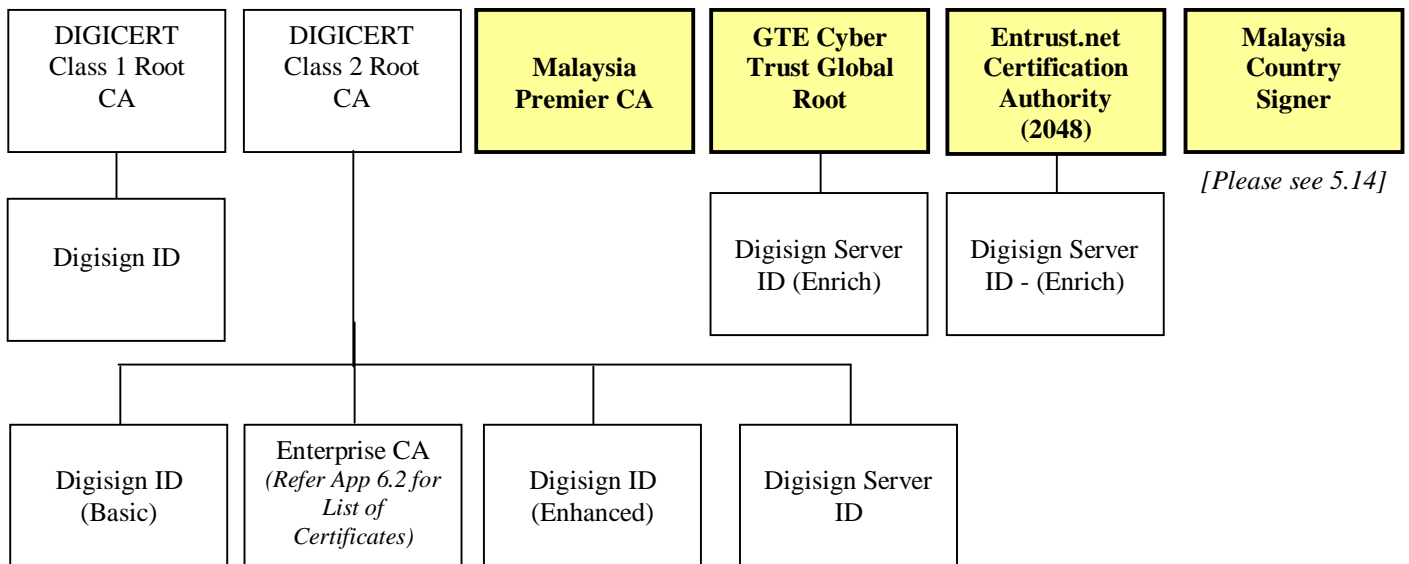 DIGICERT
Class 1 Root
CA
DIGICERT
Class 2 Root
CA
Malaysia
Premier CA
GTE Cyber
Trust Global
Root
Entrust.net
Certification
Authority
(2048)
Malaysia
Country
Signer
[Please see 5.14]
Digisign ID
Digisign Server
ID (Enrich)
Digisign Server
ID - (Enrich)
Digisign ID
(Basic)
Enterprise CA
(Refer App 6.2 for
List of
Certificates)
Digisign ID
(Enhanced)
Digisign Server
ID